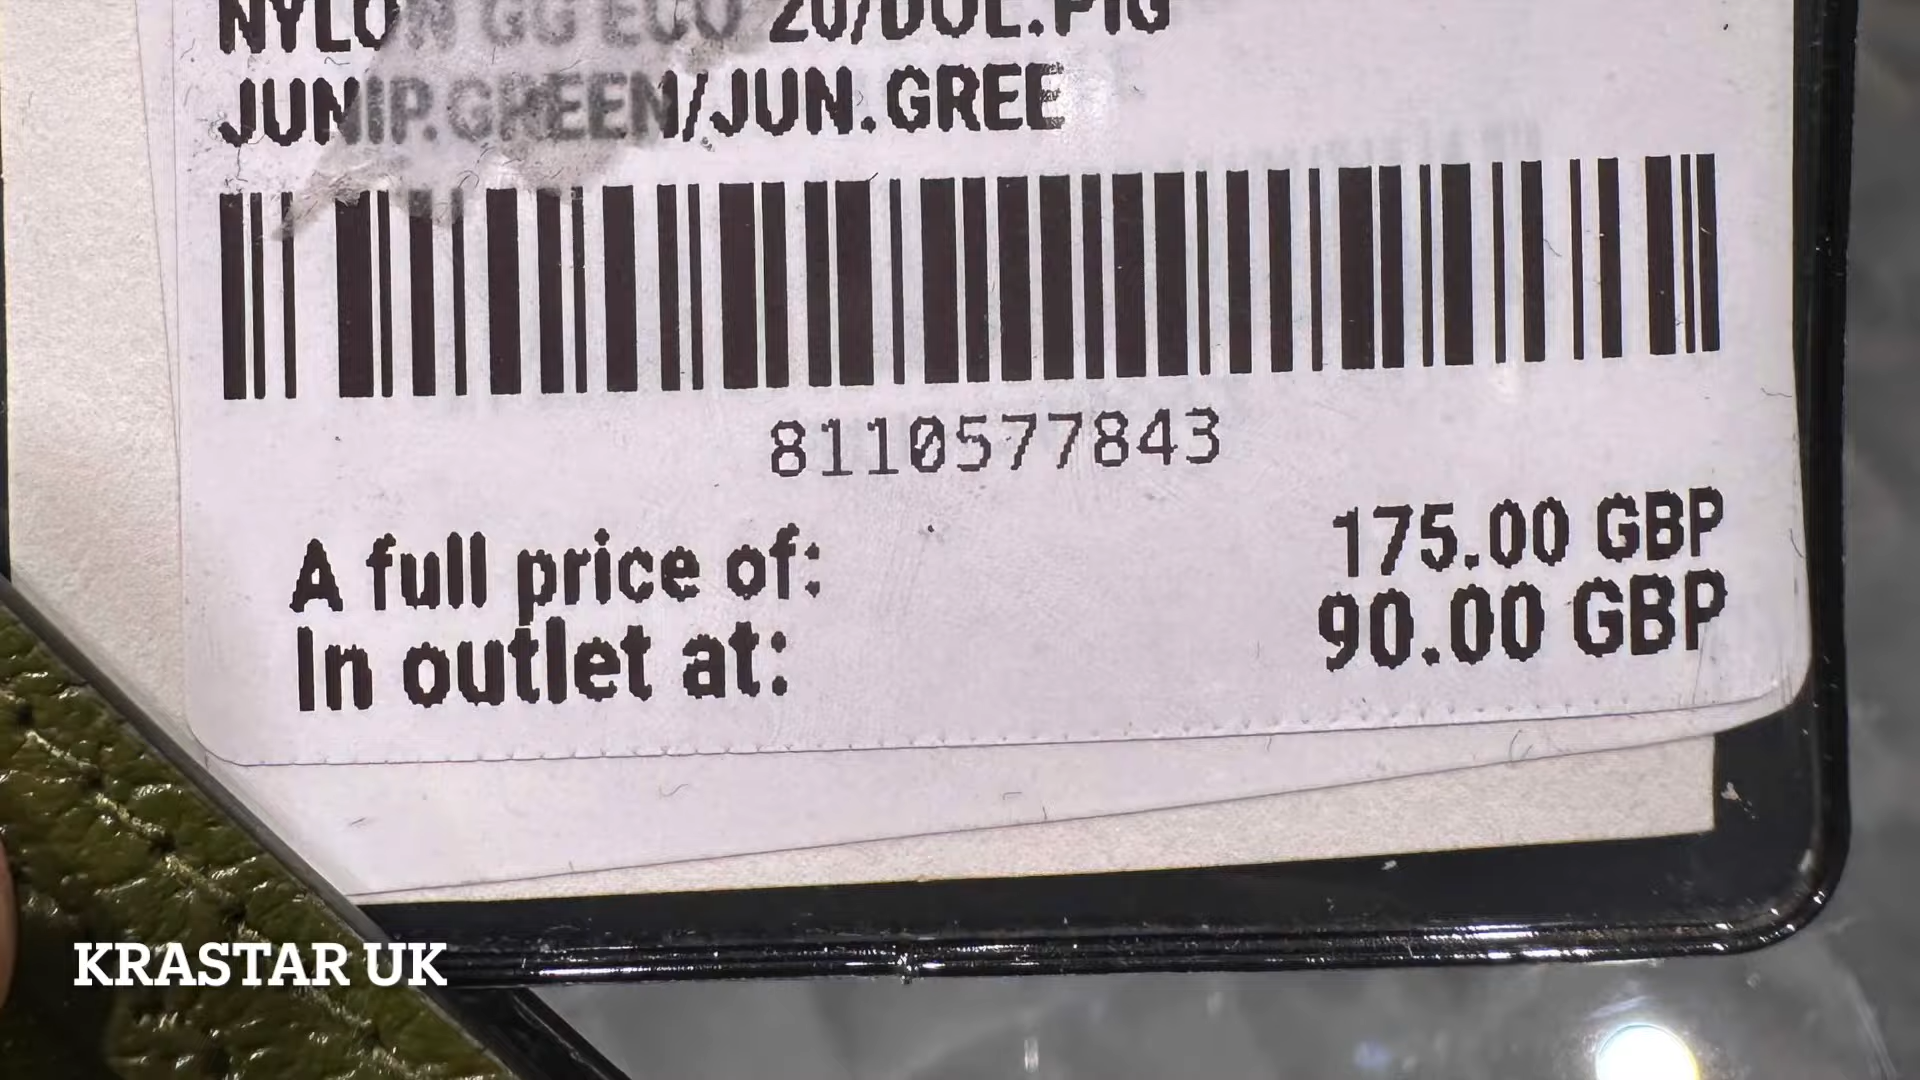 NYLON GG ECO 20/DOL.PIG
JUNIP.GREEN/JUN.GREE
8110577843
A full price of: 175.00 GBP
In outlet at: 90.00 GBP
KRASTAR UK